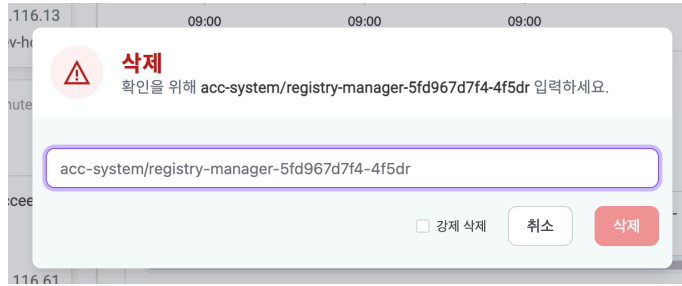 .116.13
09:00 09:00 09:00
삭제
확인을 위해 acc-system/registry-manager-5fd967d7f4-4f5dr 입력하세요.
acc-system/registry-manager-5fd967d7f4-4f5dr
강제 삭제 취소 삭제
.116.61